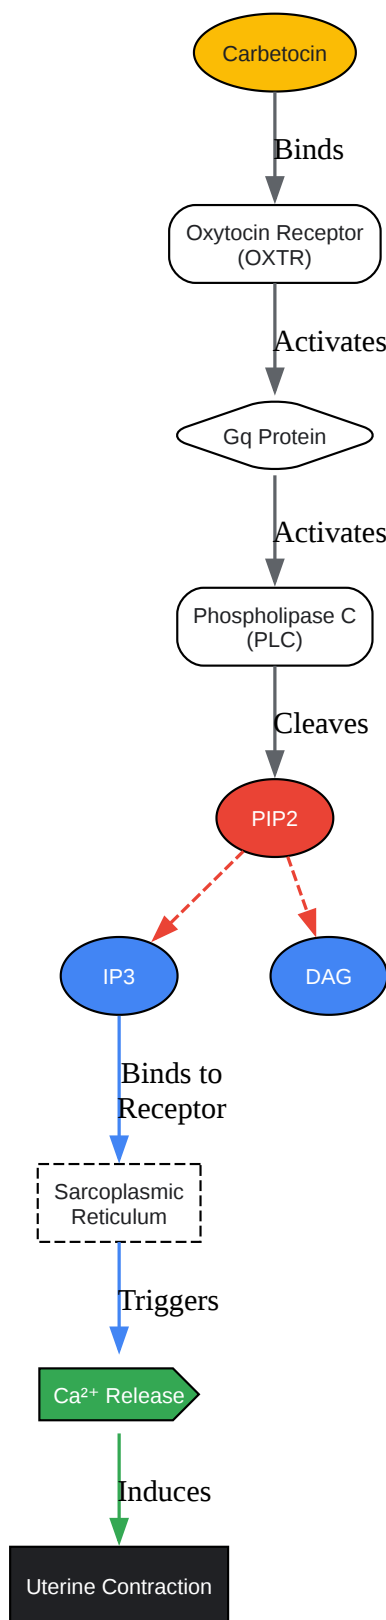 Carbetocin
Binds
Oxytocin Receptor
(OXTR)
Activates
Gq Protein
Activates
Phospholipase C
(PLC)
Cleaves
PIP2
IP3
DAG
Binds to
Receptor
Sarcoplasmic
Reticulum
Triggers
Ca²⁺ Release
Induces
Uterine Contraction